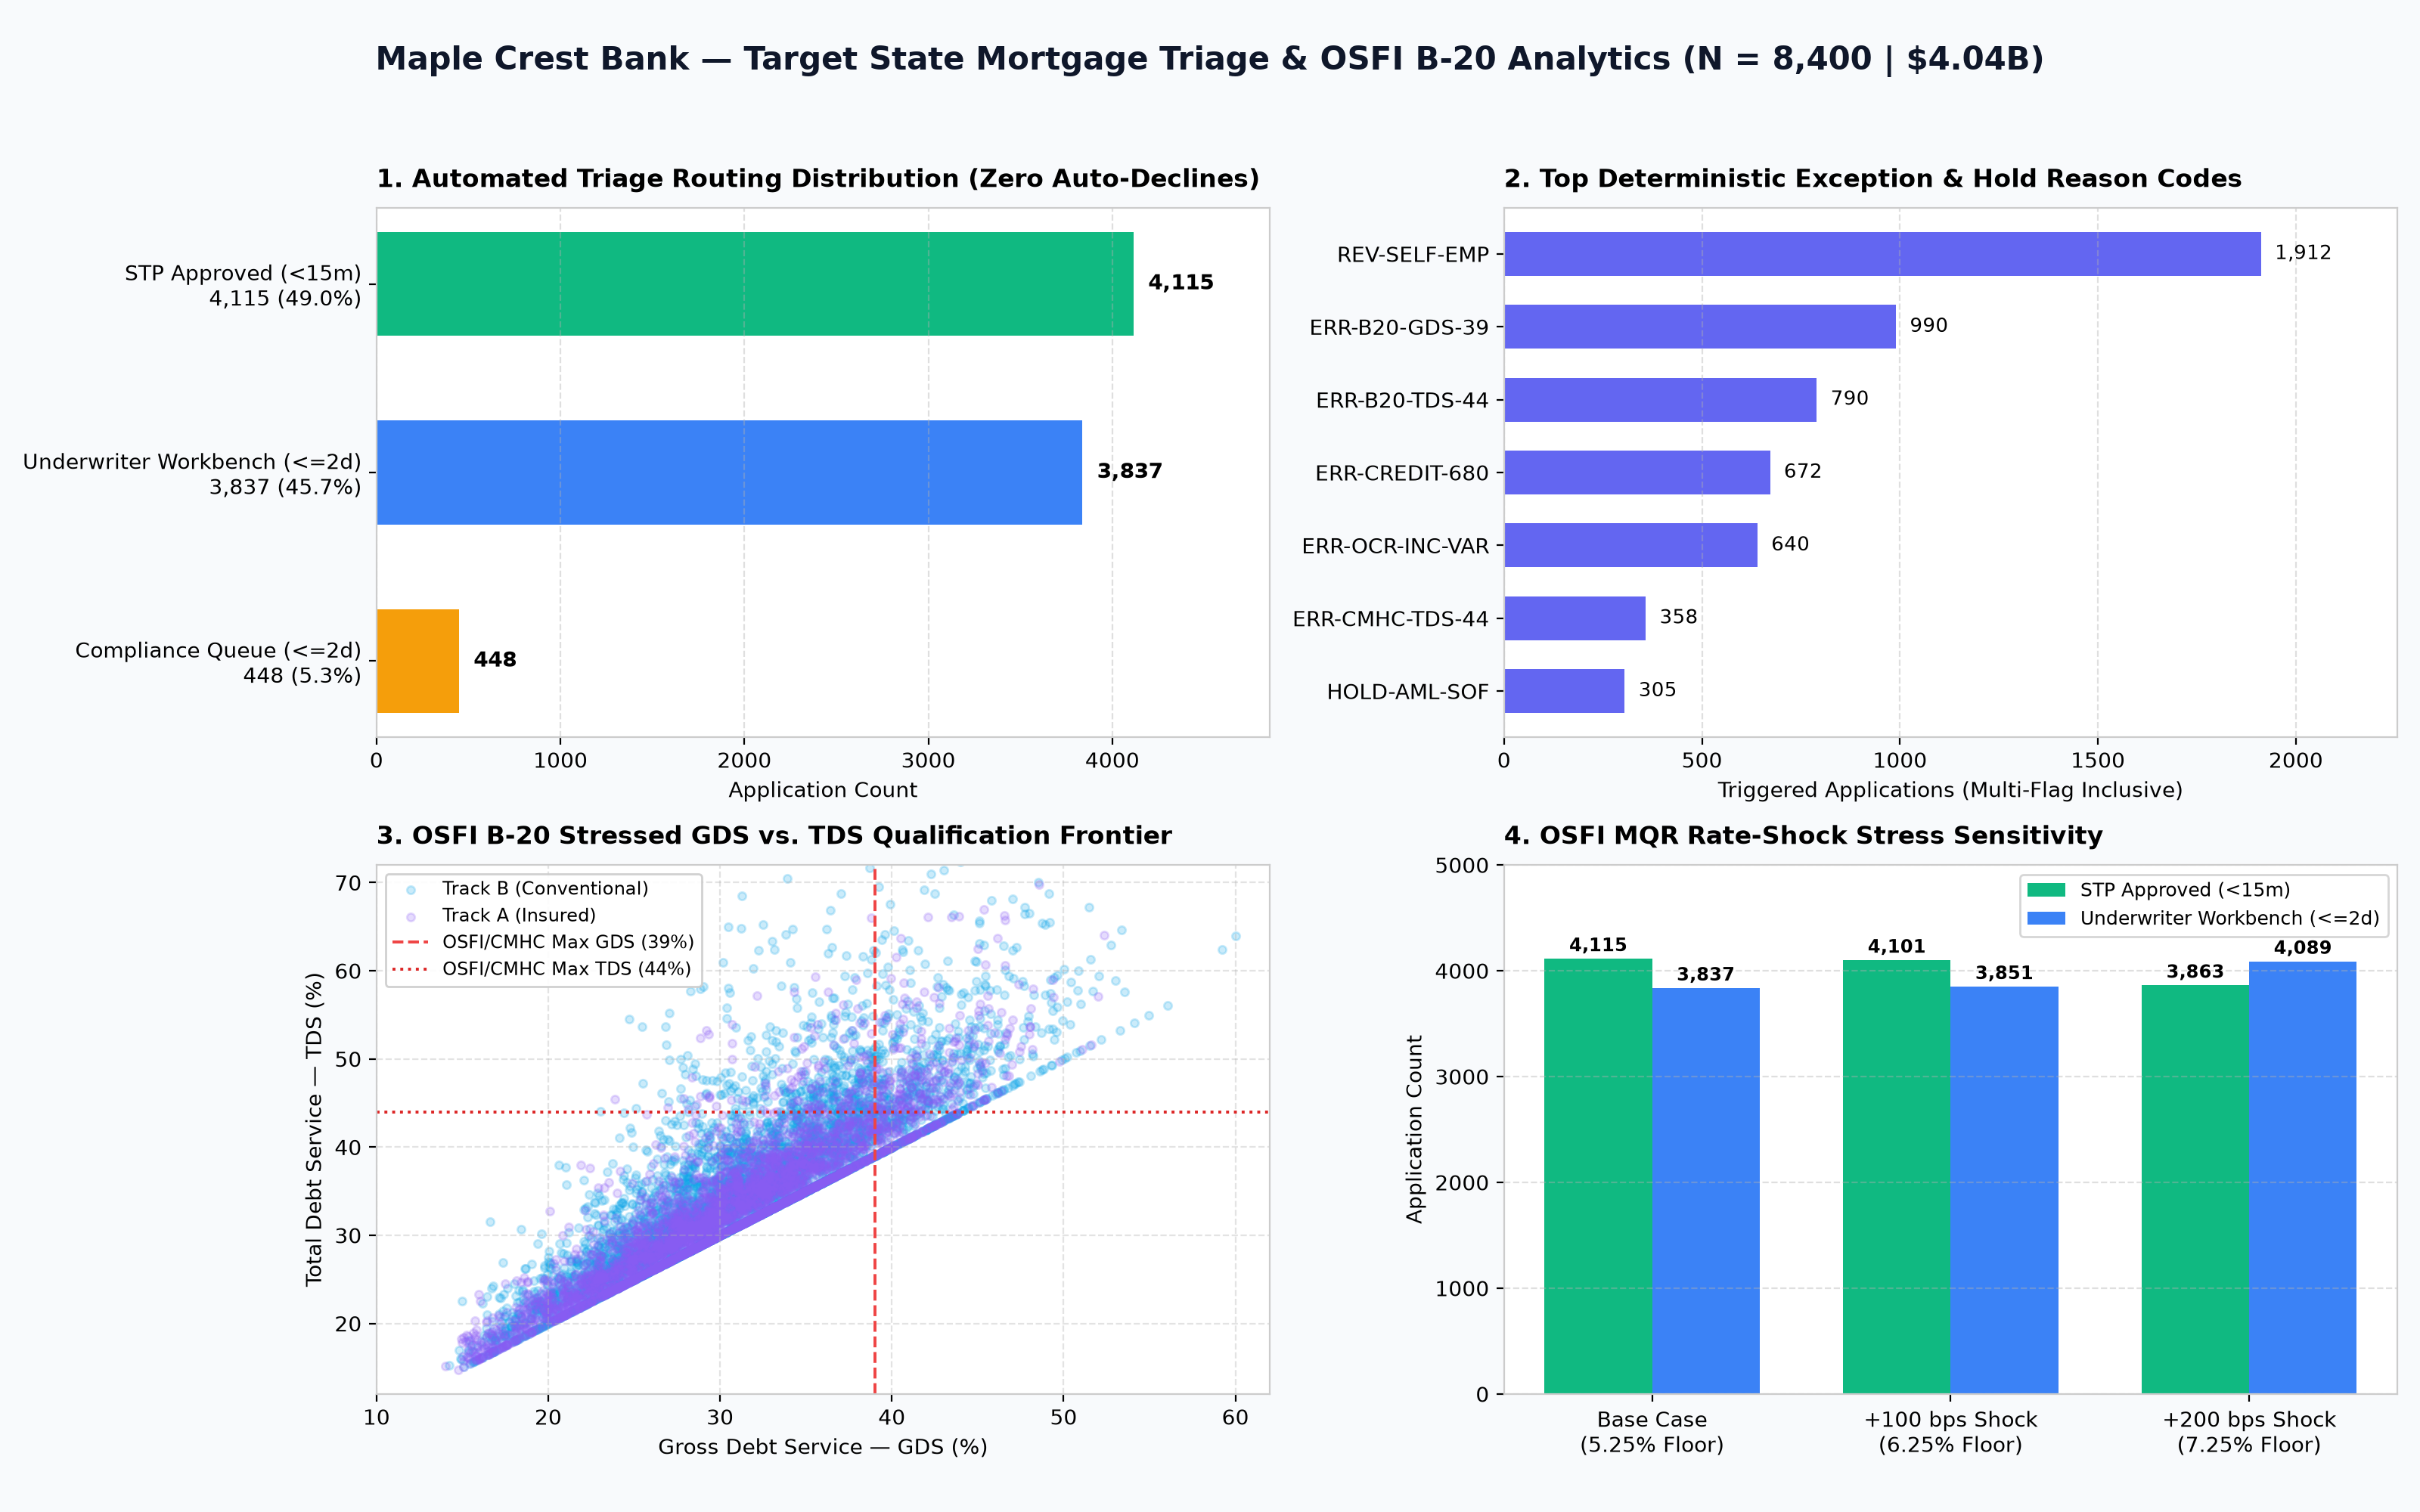 Maple Crest Bank — Target State Mortgage Triage & OSFI B-20 Analytics (N = 8,400 | $4.04B)
1. Automated Triage Routing Distribution (Zero Auto-Declines)
STP Approved (<15m)
4,115 (49.0%)
4,115
Underwriter Workbench (<=2d)
3,837 (45.7%)
3,837
Compliance Queue (<=2d)
448 (5.3%)
448
0 1000 2000 3000 4000
Application Count
2. Top Deterministic Exception & Hold Reason Codes
REV-SELF-EMP 1,912
ERR-B20-GDS-39 990
ERR-B20-TDS-44 790
ERR-CREDIT-680 672
ERR-OCR-INC-VAR 640
ERR-CMHC-TDS-44 358
HOLD-AML-SOF 305
0 500 1000 1500 2000
Triggered Applications (Multi-Flag Inclusive)
3. OSFI B-20 Stressed GDS vs. TDS Qualification Frontier
Track B (Conventional)
Track A (Insured)
OSFI/CMHC Max GDS (39%)
OSFI/CMHC Max TDS (44%)
Total Debt Service — TDS (%)
70
60
50
40
30
20
10 20 30 40 50 60
Gross Debt Service — GDS (%)
4. OSFI MQR Rate-Shock Stress Sensitivity
STP Approved (<15m)
Underwriter Workbench (<=2d)
Application Count
5000
4000
3000
2000
1000
0
4,115 3,837 4,101 3,851 3,863 4,089
Base Case +100 bps Shock +200 bps Shock
(5.25% Floor) (6.25% Floor) (7.25% Floor)